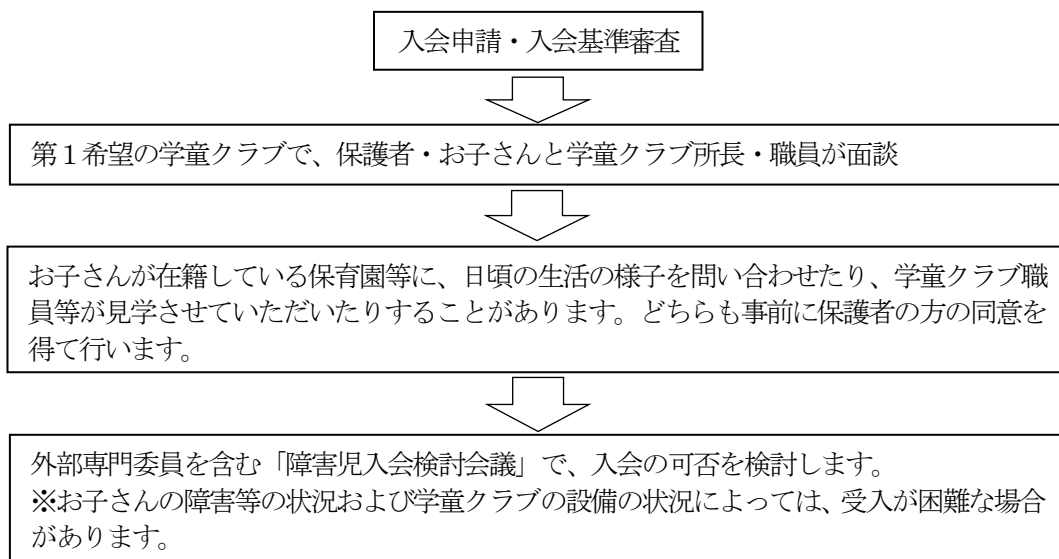 入会申請・入会基準審査
第１希望の学童クラブで、保護者・お子さんと学童クラブ所長・職員が面談
お子さんが在籍している保育園等に、日頃の生活の様子を問い合わせたり、学童クラブ職
員等が見学させていただいたりすることがあります。どちらも事前に保護者の方の同意を
得て行います。
外部専門委員を含む「障害児入会検討会議」で、入会の可否を検討します。
※お子さんの障害等の状況および学童クラブの設備の状況によっては、受入が困難な場合
があります。